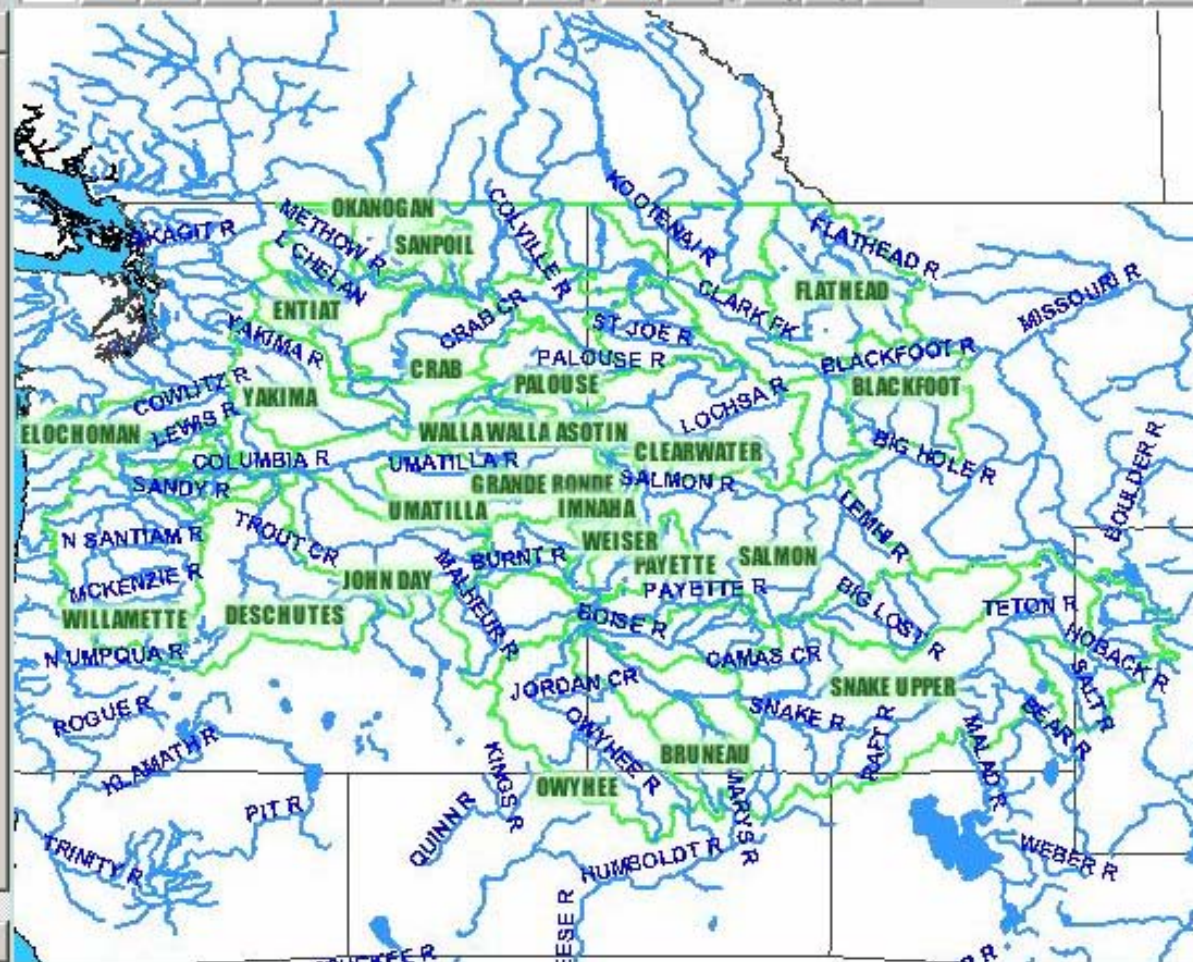 OKANOGAN
SKAGIT R
METHOW R
SANPOIL
COLVILLE R
KOOTENAI R
FLATHEAD R
L CHELAN
ENTIAT
CRAB CR
CLARK FK
FLATHEAD
MISSOURI R
YAKIMA R
ST JOE R
PALOUSE R
BLACKFOOT R
CRAB
PALOUSE
BLACKFOOT
COWLITZ R
YAKIMA
LOCHSA R
ELOCHOMAN
LEWIS R
WALLA WALLA
ASOTIN
CLEARWATER
BIG HOLE R
BOULDER R
COLUMBIA R
UMATILLA R
SANDY R
GRANDE RONDE
SALMON R
UMATILLA
IMNAHA
LEMHI R
N SANTIAM R
TROUT CR
WEISER
MALHEUR R
BURNT R
PAYETTE
SALMON
MCKENZIE R
JOHN DAY
PAYETTE R
BIG LOST R
TETON R
WILLAMETTE
DESCHUTES
BOISE R
HOBACK R
N UMPQUA R
CAMAS CR
JORDAN CR
SNAKE UPPER
SALT R
ROGUE R
OWYHEE R
SNAKE R
RAFT R
BEAR R
KLAMATH R
KINGS R
BRUNEAU
MALAD R
OWYHEE
MARYS R
PIT R
QUINN R
TRINITY R
HUMBOLDT R
WEBER R
ESE R
R